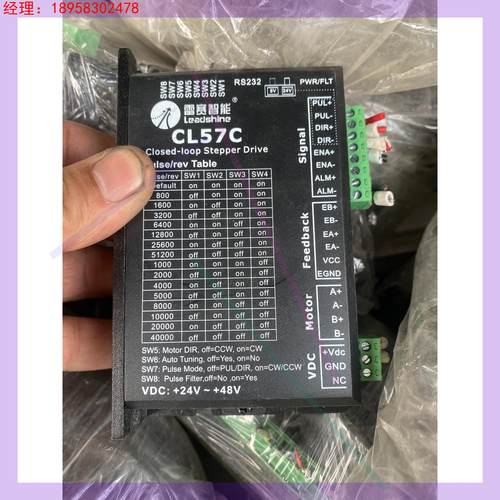 经理：18958302478
SW8
SW7
SW6
SW5
SW4
SW3
SW2
SW1
RS232
5V 24V
PWR/FLT
雷赛智能
Leadshine
CL57C
Closed-loop Stepper Drive
Pulse/rev Table
Pulse/rev SW1 SW2 SW3 SW4
Default on on on on
800 off on on on
1600 on off on on
3200 off off on on
6400 on on off on
12800 off on off on
25600 on off off on
51200 off off off on
1000 on on on off
2000 off on on off
4000 on off on off
5000 off off on off
8000 on on off off
10000 off on off off
20000 on off off off
40000 off off off off
SW5: Motor DIR, off=CCW, on=CW
SW6: Auto Tuning, off=Yes, on=No
SW7: Pulse Mode, off=PUL/DIR, on=CW/CCW
SW8: Pulse Filter,off=No ,on=Yes
VDC: +24V ~ +48V
Signal
PUL+
PUL-
DIR+
DIR-
ENA+
ENA-
ALM+
ALM-
Feedback
EB+
EB-
EA+
EA-
VCC
EGND
Motor
A+
A-
B+
B-
VDC
+Vdc
GND
NC